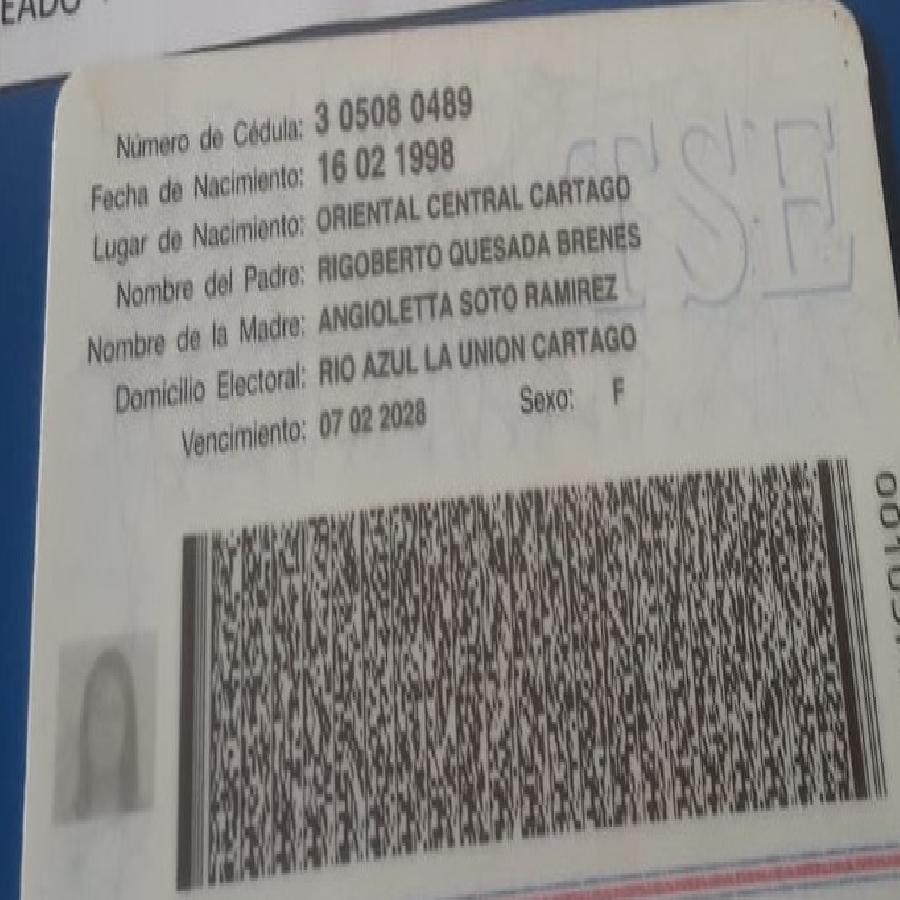 EADO
Número de Cédula: 3 0508 0489
Fecha de Nacimiento: 16 02 1998
Lugar de Nacimiento: ORIENTAL CENTRAL CARTAGO
Nombre del Padre: RIGOBERTO QUESADA BRENES
Nombre de la Madre: ANGIOLETTA SOTO RAMIREZ
Domicilio Electoral: RIO AZUL LA UNION CARTAGO
Vencimiento: 07 02 2028 Sexo: F
TSE